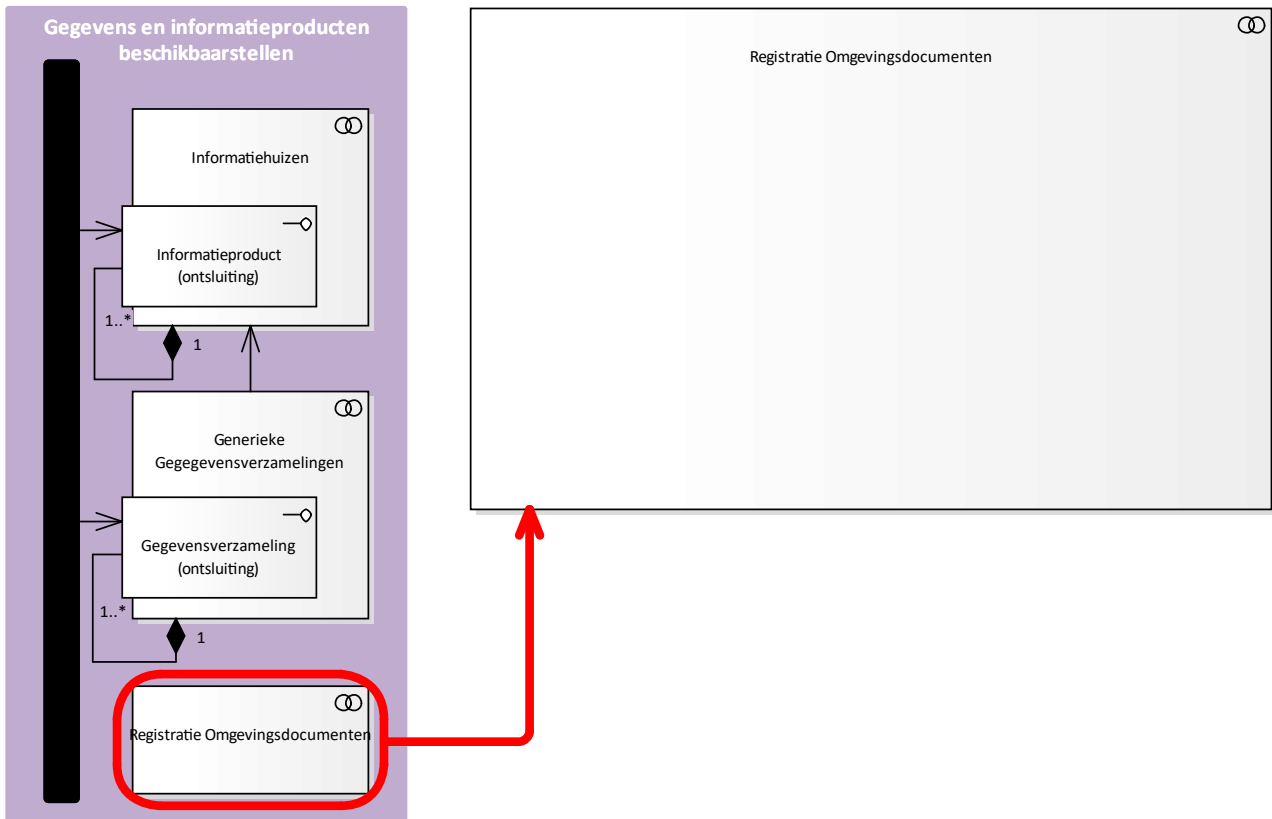 Gegevens en informatieproducten
beschikbaarstellen
Informatiehuizen
Informatieproduct
(ontsluiting)
1..*
1
Generieke
Gegegevensverzamelingen
Gegevensverzameling
(ontsluiting)
1..*
1
Registratie Omgevingsdocumenten
Registratie Omgevingsdocumenten